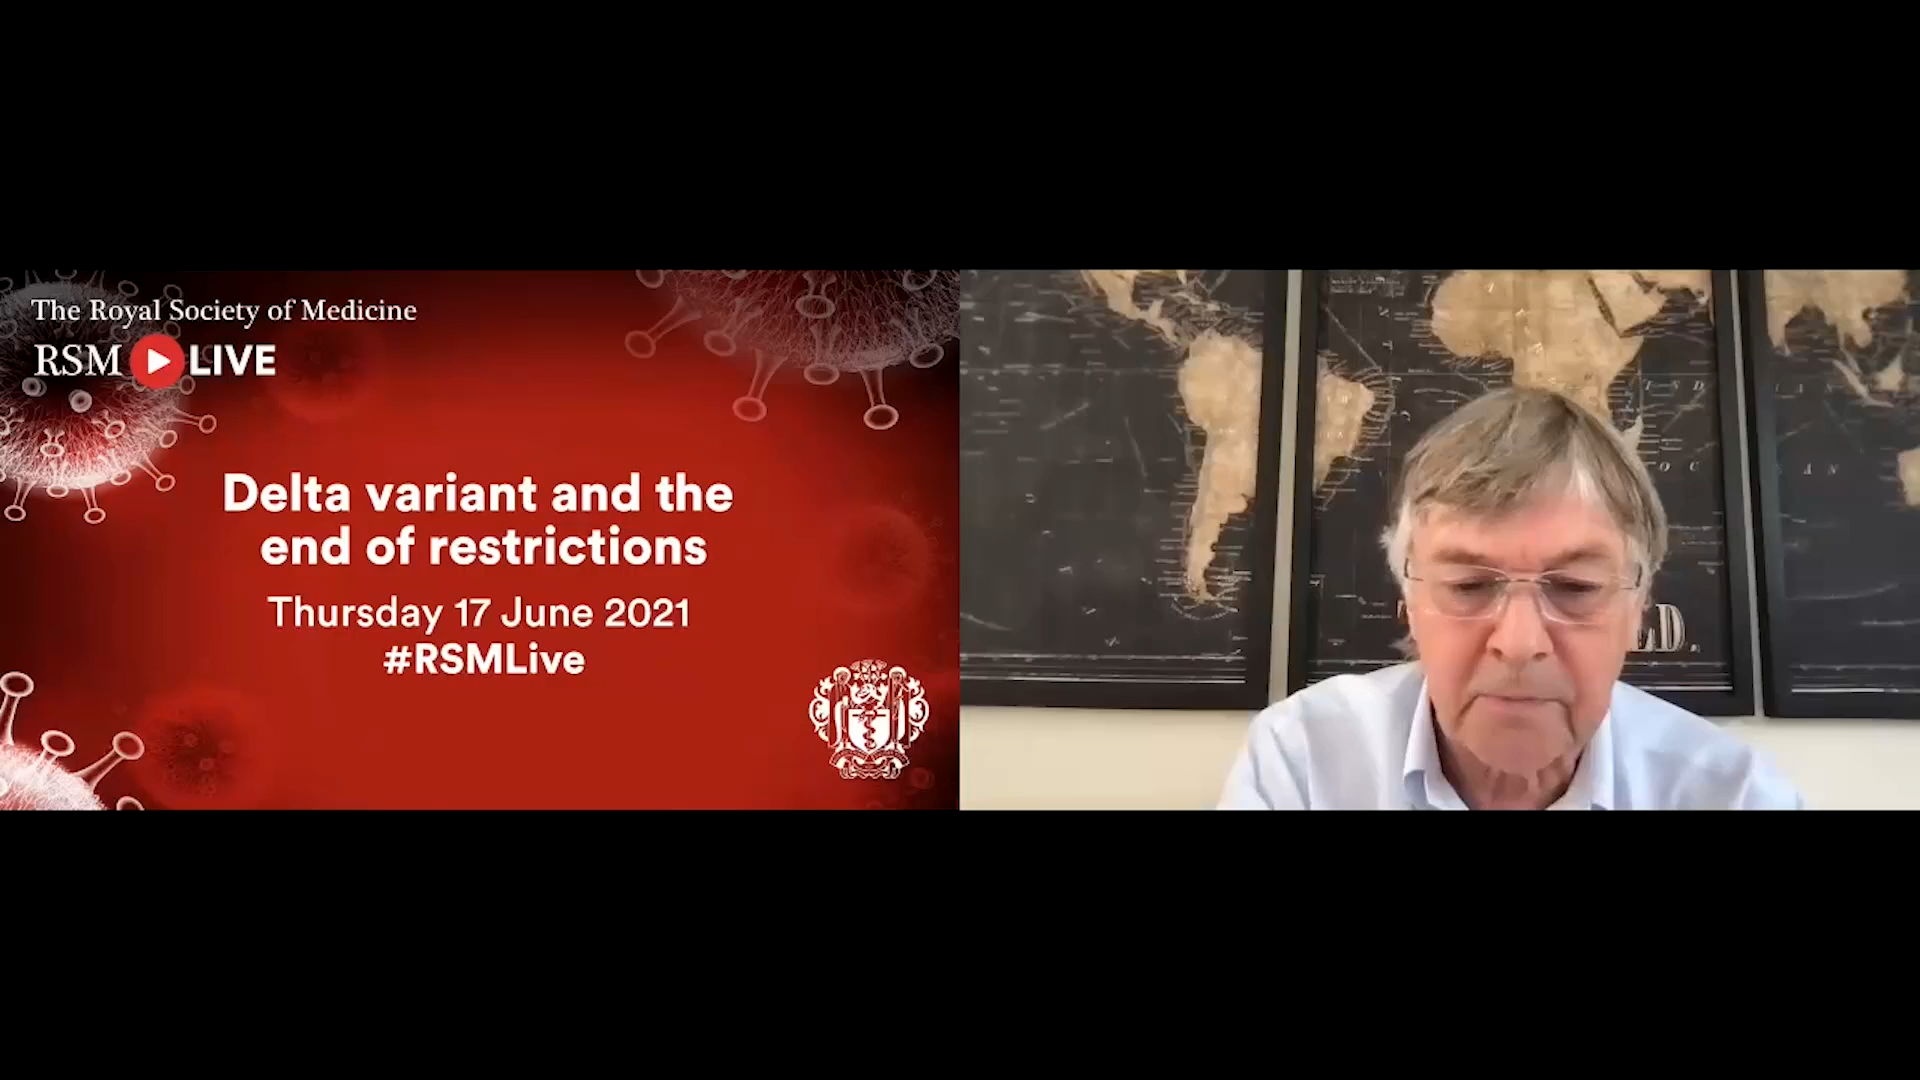 The Royal Society of Medicine
RSM LIVE
Delta variant and the
end of restrictions
Thursday 17 June 2021
#RSMLive
I N D
I A N
O C
A N
D.